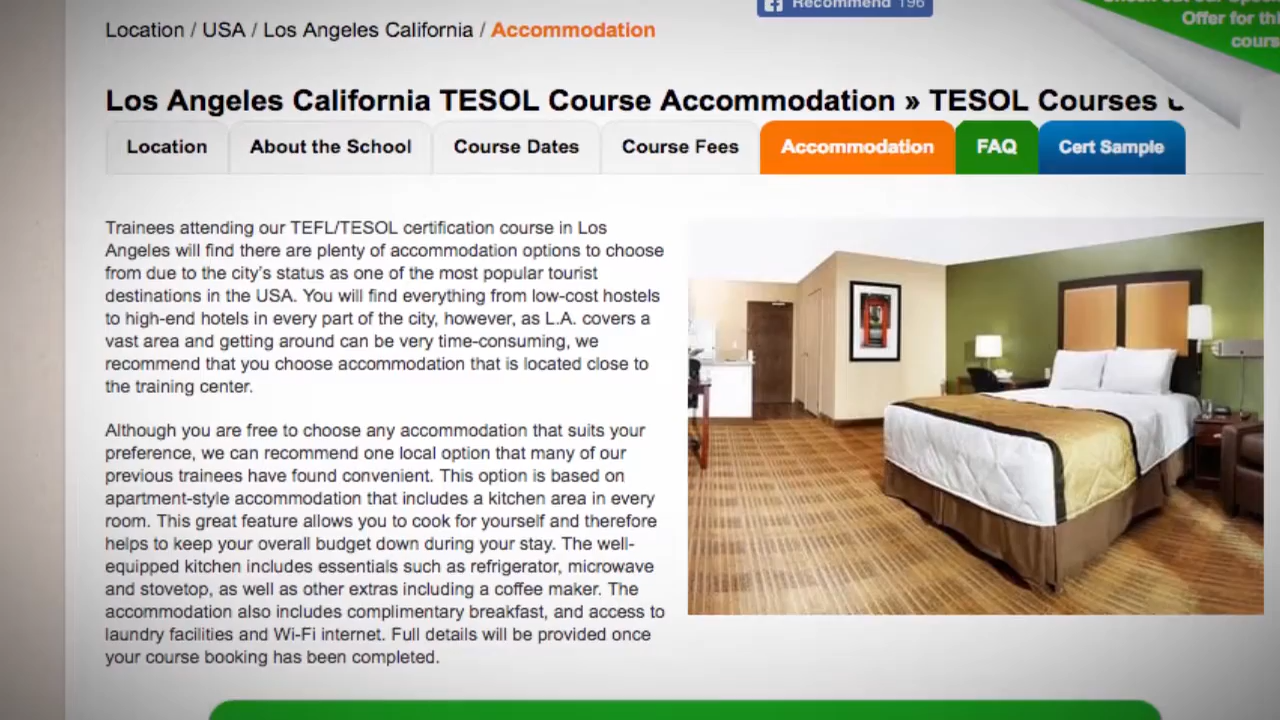 Recommend 196
Offer for
Location / USA / Los Angeles California / Accommodation
Los Angeles California TESOL Course Accommodation » TESOL Courses
Location
About the School
Course Dates
Course Fees
Accommodation
FAQ
Cert Sample
Trainees attending our TEFL/TESOL certification course in Los
Angeles will find there are plenty of accommodation options to choose
from due to the city's status as one of the most popular tourist
destinations in the USA. You will find everything from low-cost hostels
to high-end hotels in every part of the city, however, as L.A. covers a
vast area and getting around can be very time-consuming, we
recommend that you choose accommodation that is located close to
the training center.
Although you are free to choose any accommodation that suits your
preference, we can recommend one local option that many of our
previous trainees have found convenient. This option is based on
apartment-style accommodation that includes a kitchen area in every
room. This great feature allows you to cook for yourself and therefore
helps to keep your overall budget down during your stay. The well-
equipped kitchen includes essentials such as refrigerator, microwave
and stovetop, as well as other extras including a coffee maker. The
accommodation also includes complimentary breakfast, and access to
laundry facilities and Wi-Fi internet. Full details will be provided once
your course booking has been completed.